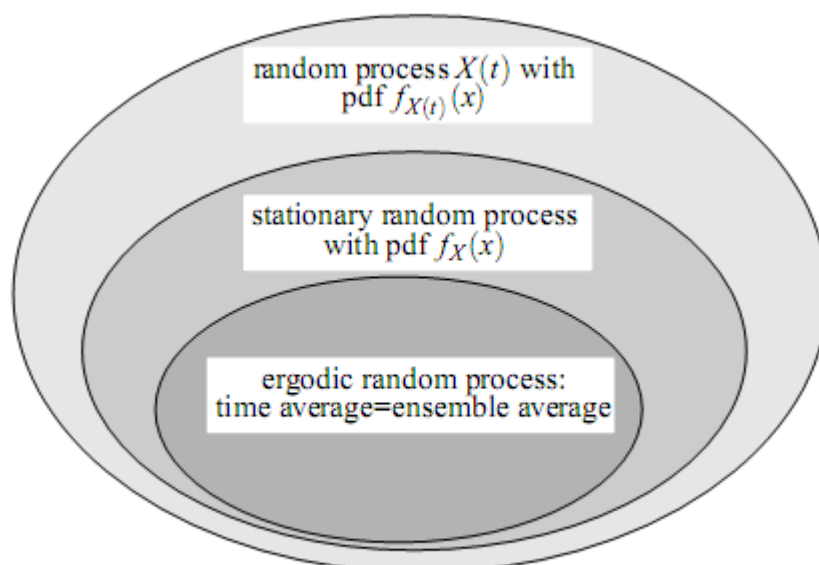 random process X(t) with
pdf f_{X(t)}(x)
stationary random process
with pdf f_X(x)
ergodic random process:
time average=ensemble average